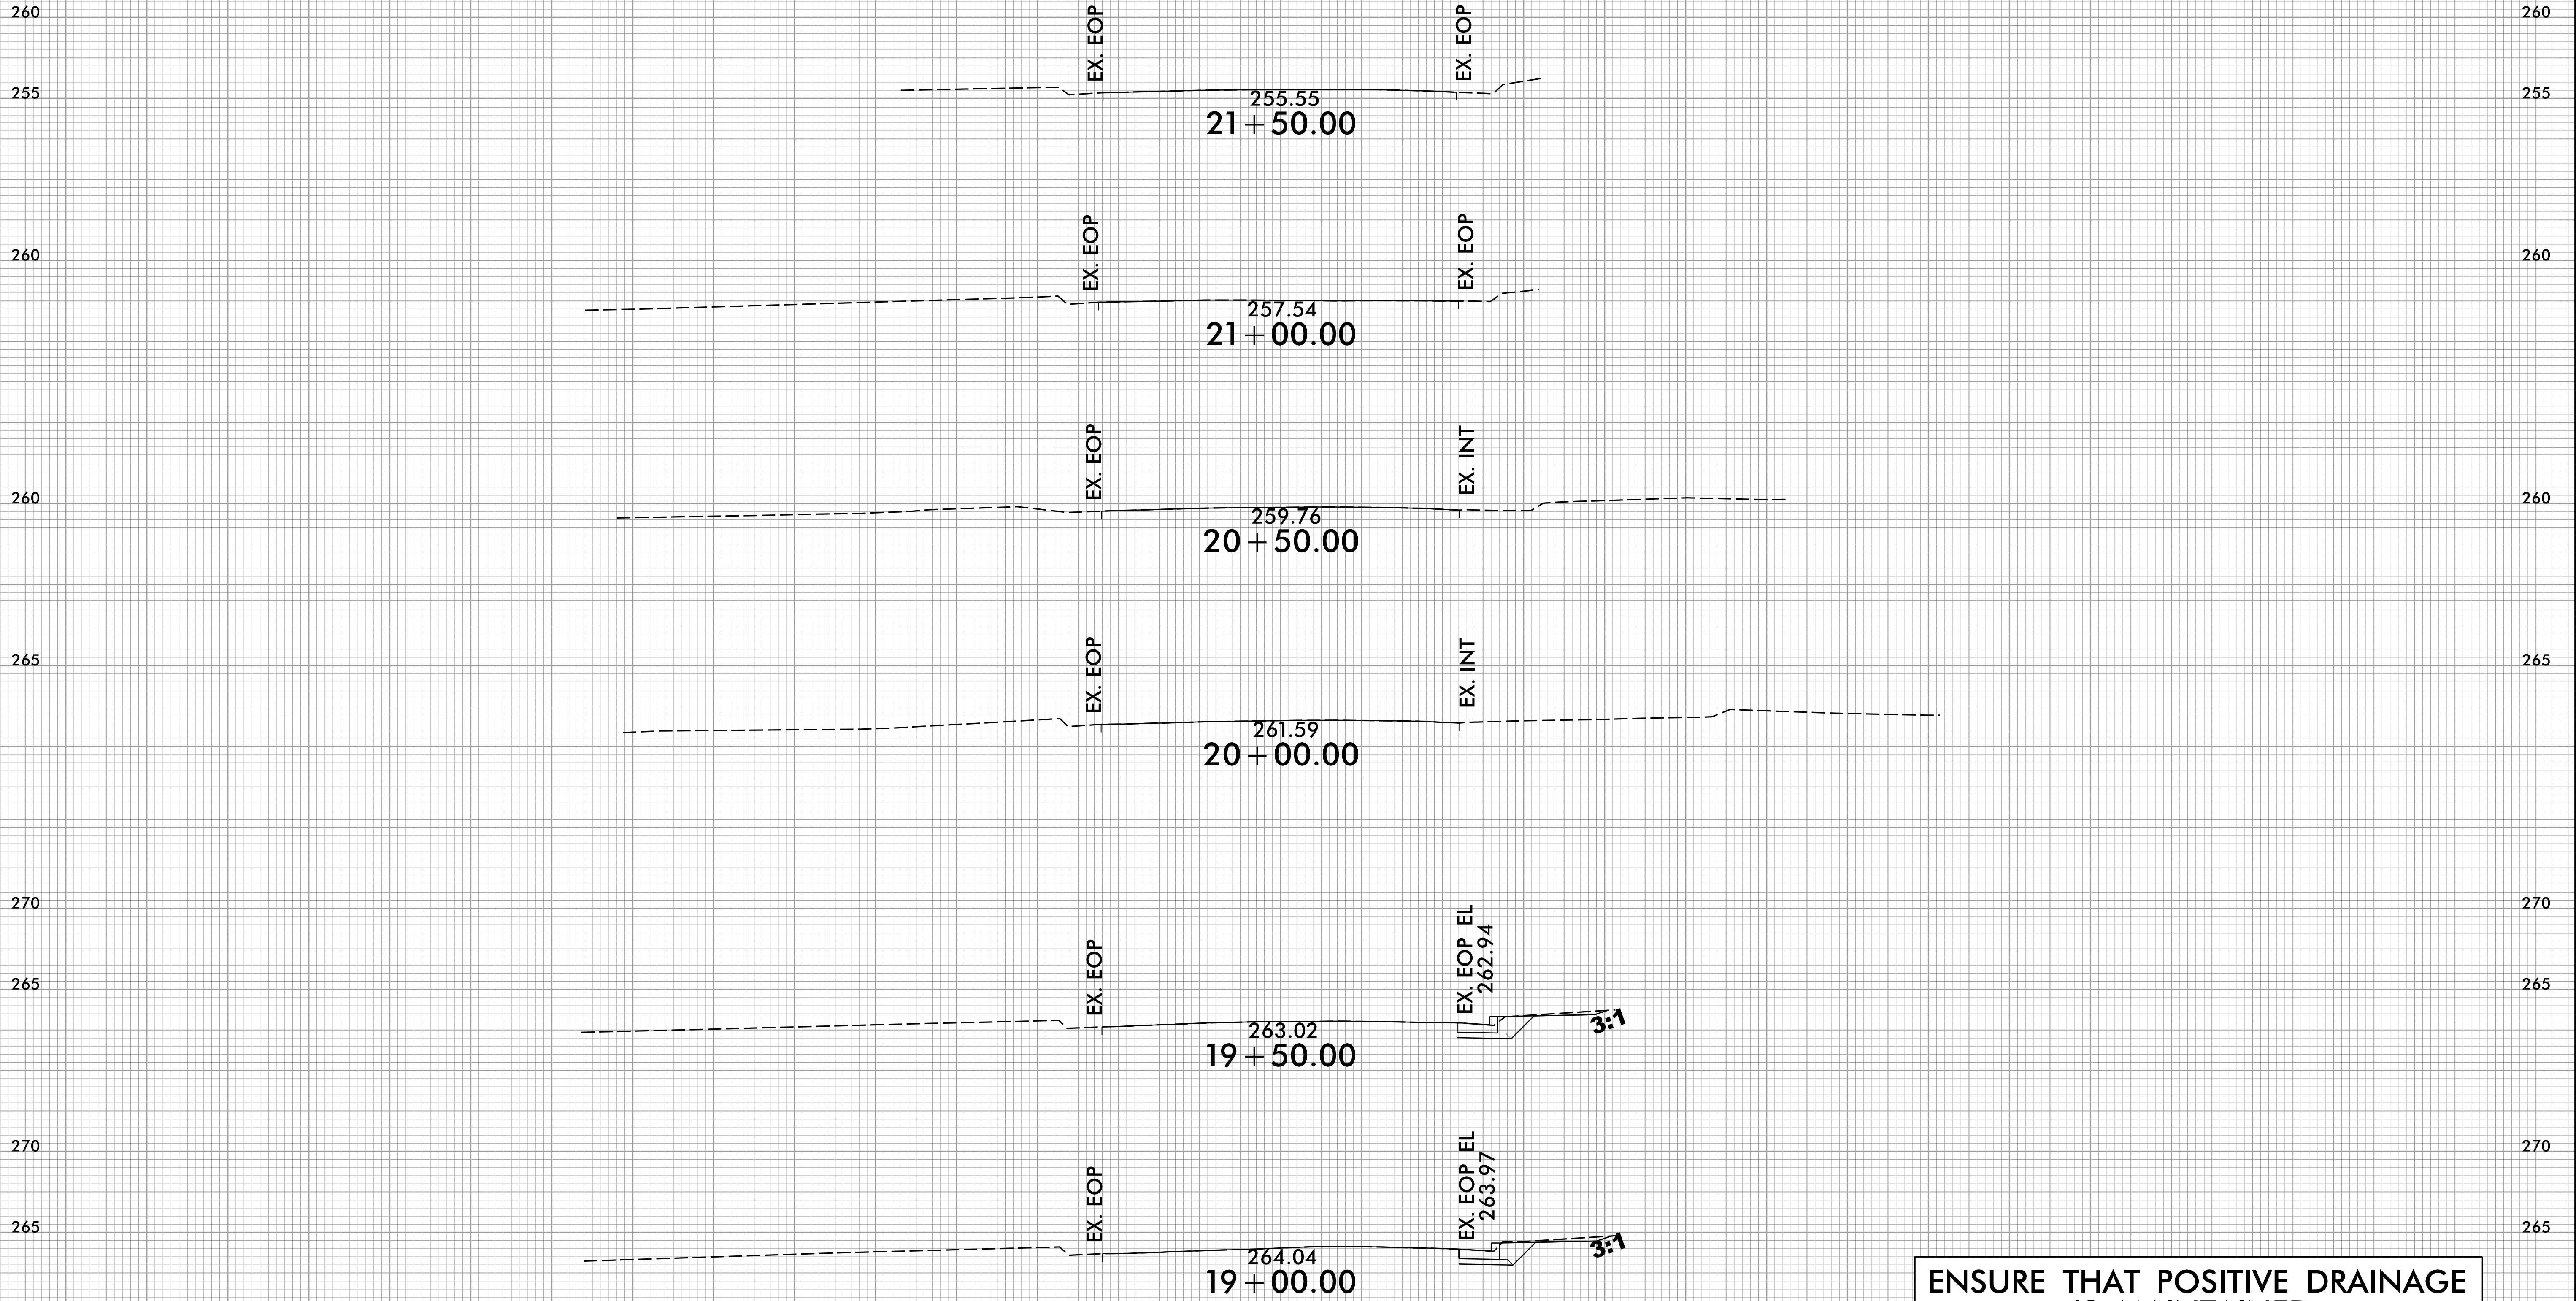 260
EX. EOP
EX. EOP
260
255
255
255.55
21+50.00
EX. EOP
EX. EOP
260
260
257.54
21+00.00
EX. EOP
EX. INT
260
260
259.76
20+50.00
EX. EOP
EX. INT
265
265
261.59
20+00.00
270
270
EX. EOP
EX. EOP EL
262.94
265
265
263.02
3:1
19+50.00
270
270
EX. EOP
EX. EOP EL
263.97
265
265
264.04
3:1
19+00.00
ENSURE THAT POSITIVE DRAINAGE